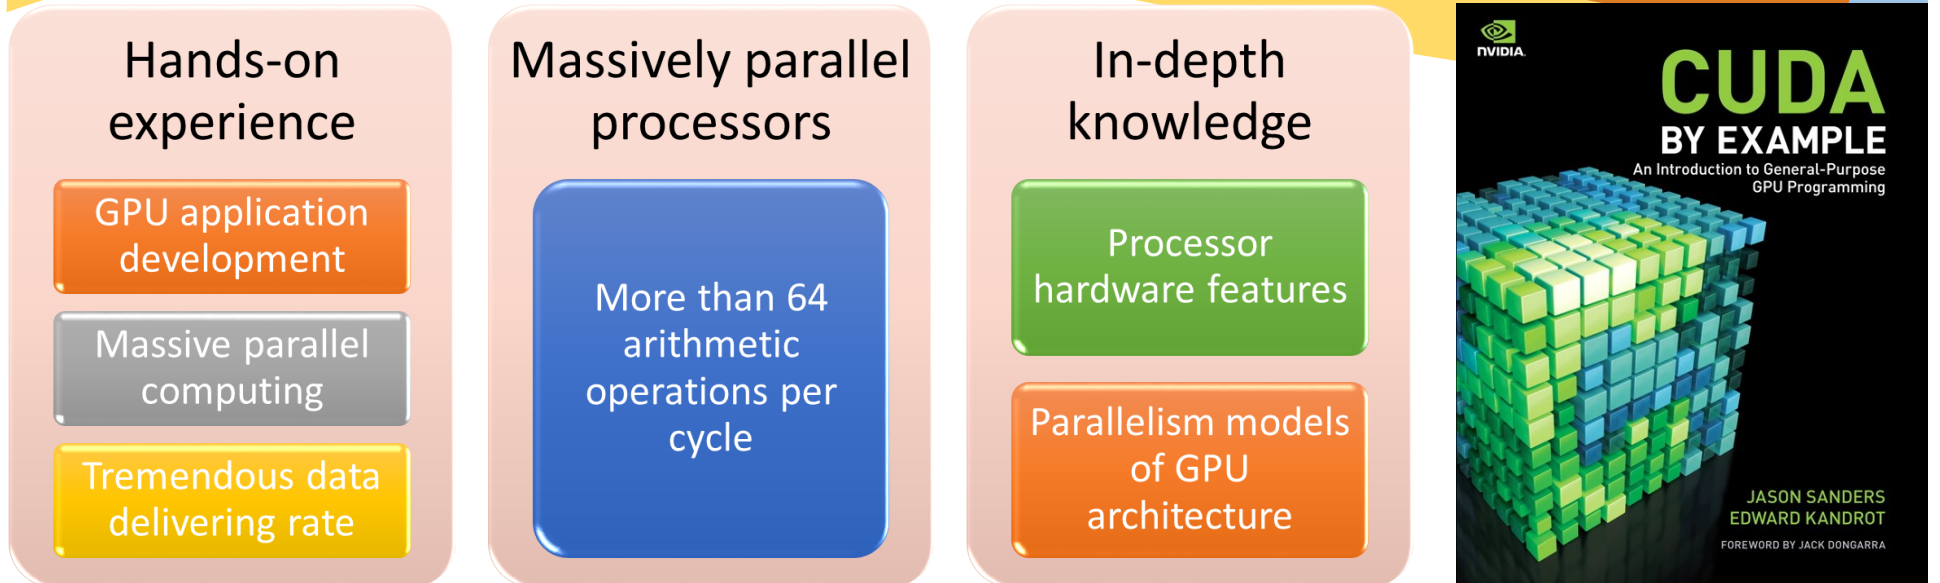 Hands-on
experience
GPU application
development
Massive parallel
computing
Tremendous data
delivering rate
Massively parallel
processors
More than 64
arithmetic
operations per
cycle
In-depth
knowledge
Processor
hardware features
Parallelism models
of GPU
architecture
NVIDIA.
CUDA
BY EXAMPLE
An Introduction to General-Purpose
GPU Programming
JASON SANDERS
EDWARD KANDROT
FOREWORD BY JACK DONGARRA